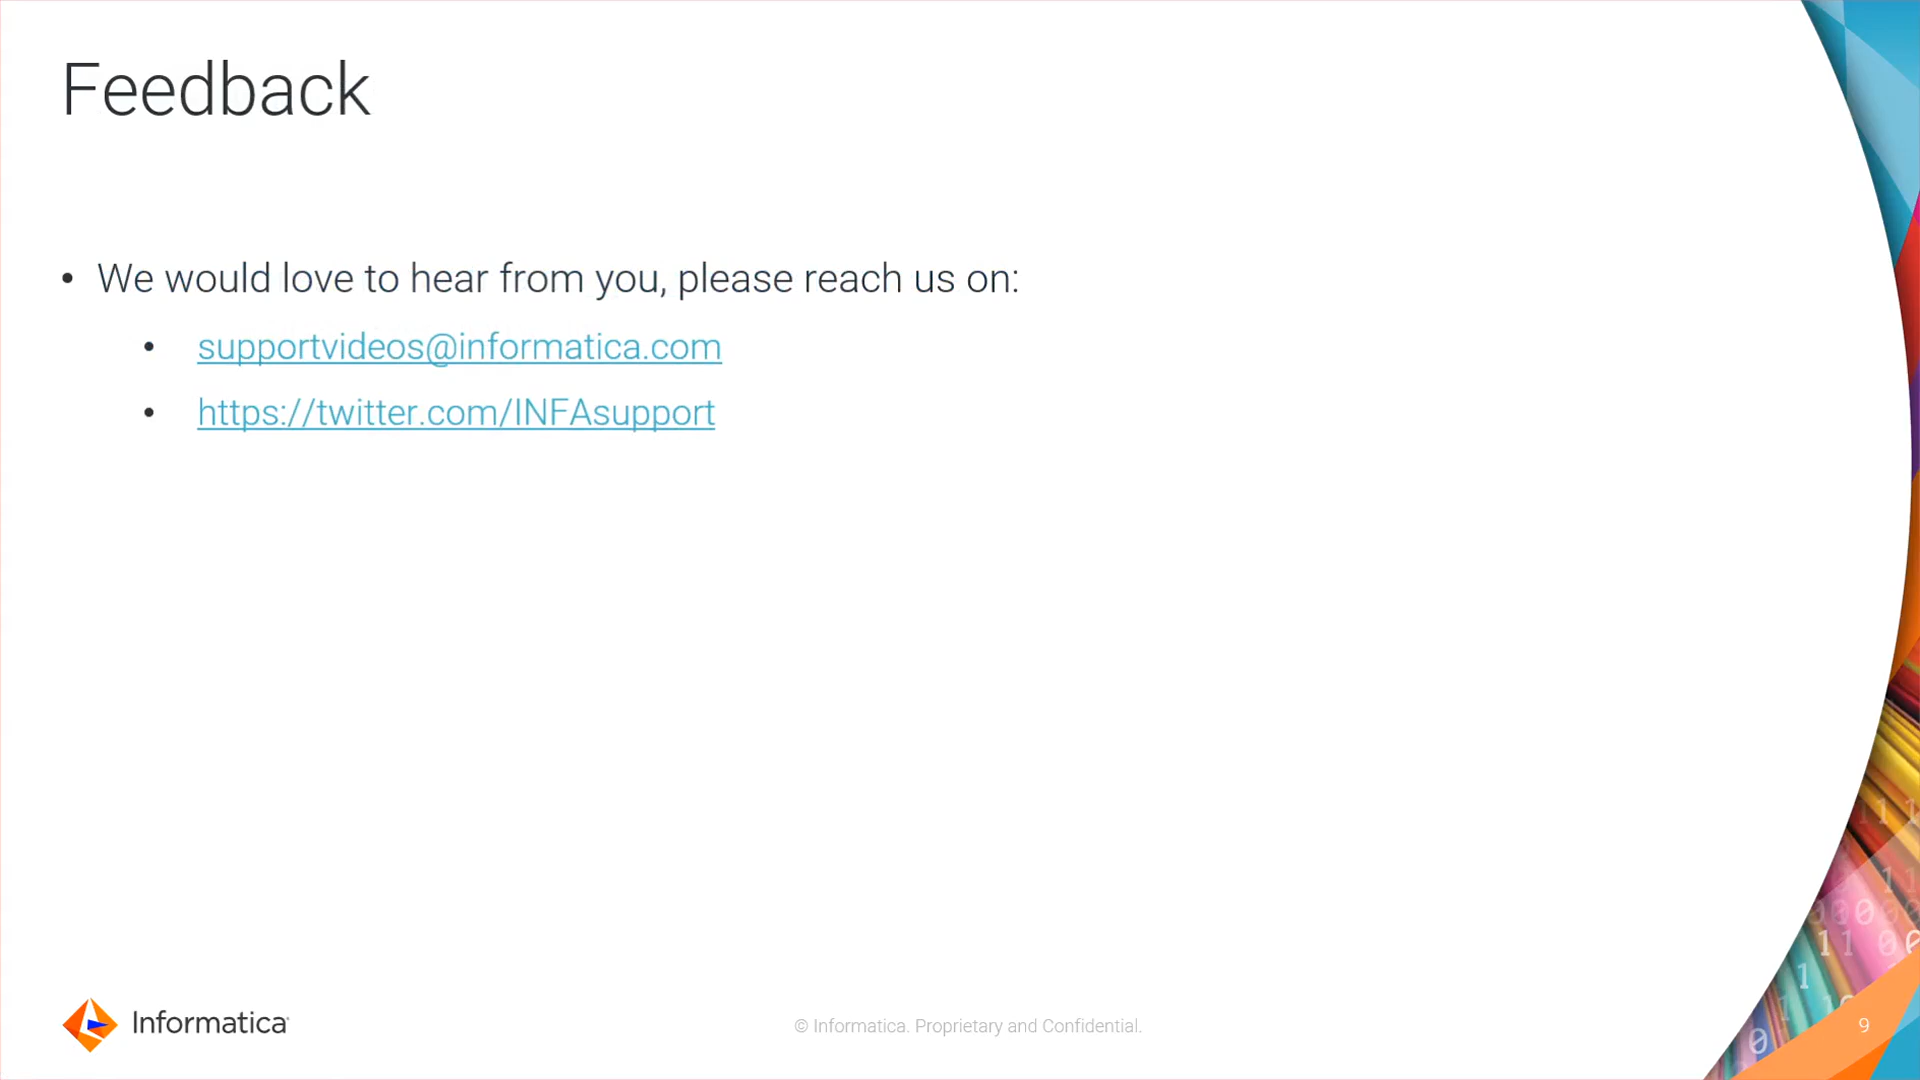 Feedback
• We would love to hear from you, please reach us on:
• supportvideos@informatica.com
• https://twitter.com/INFAsupport
Informatica
© Informatica. Proprietary and Confidential.
9